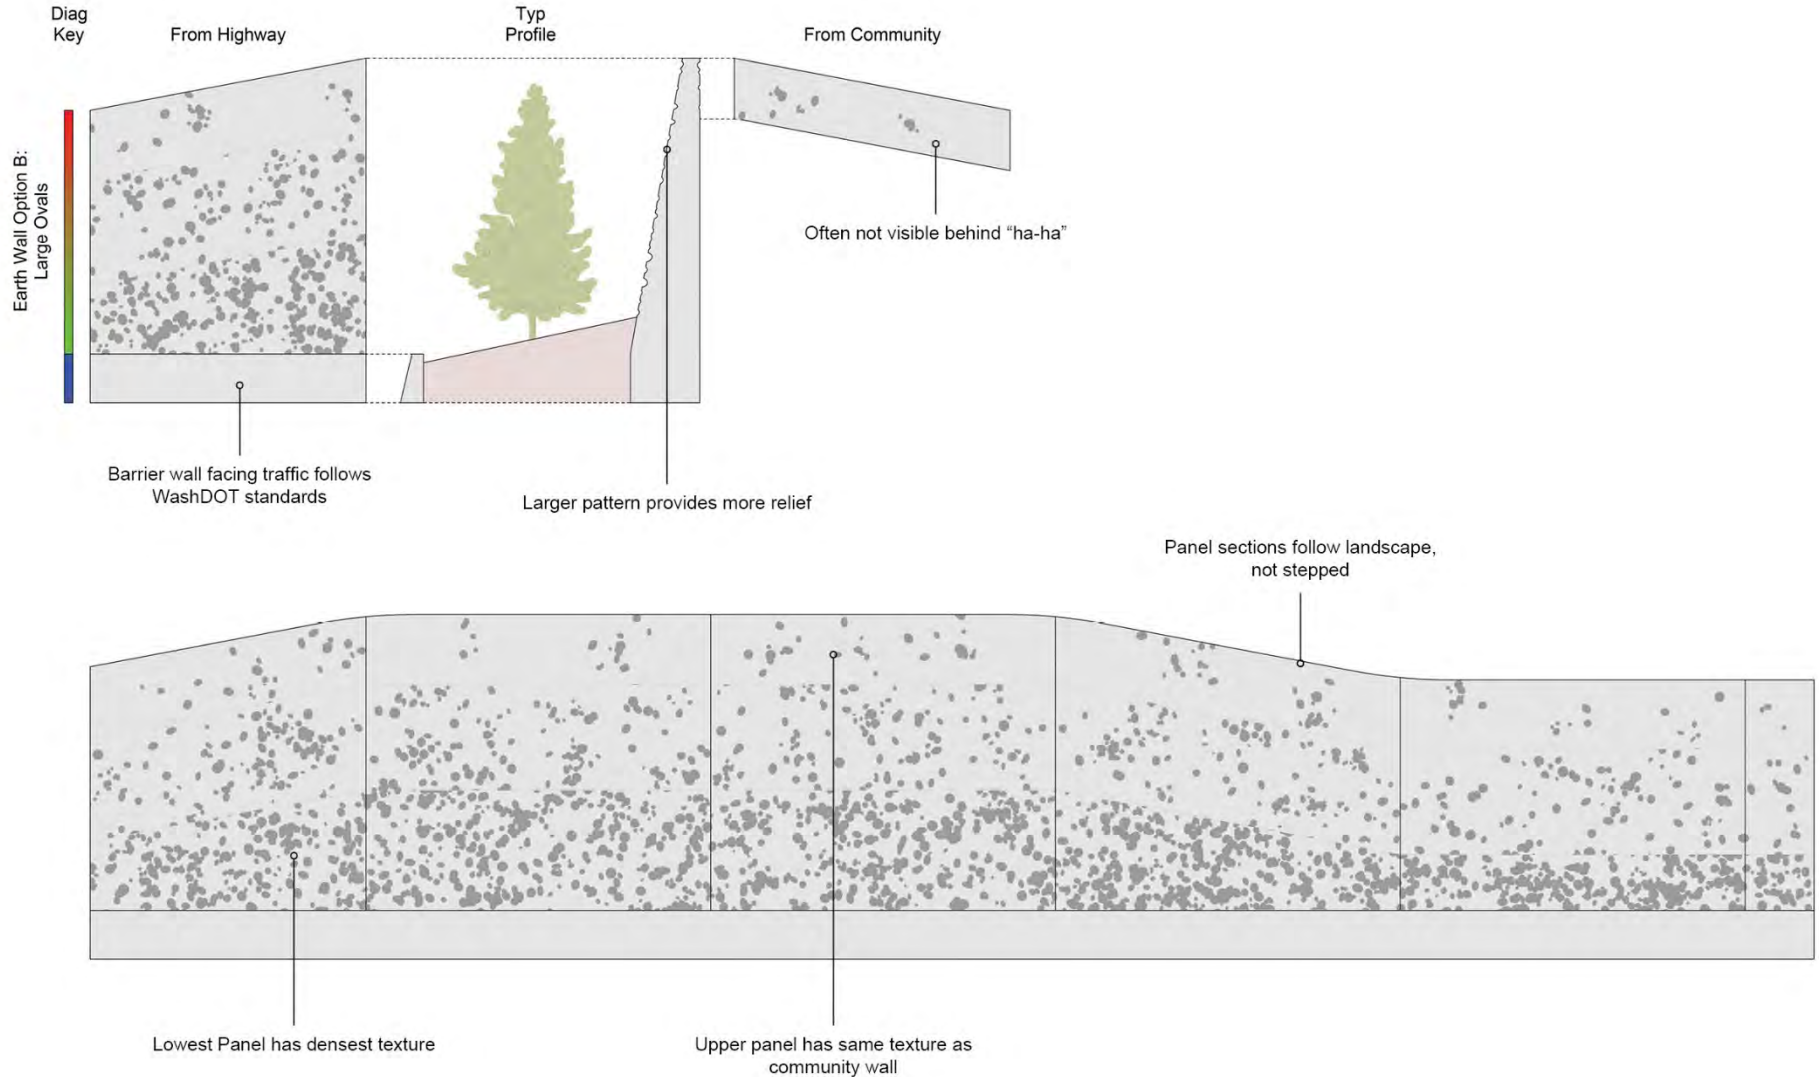 Diag
Key
From Highway
Typ
Profile
From Community
Earth Wall Option B:
Large Ovals
Often not visible behind “ha-ha”
Barrier wall facing traffic follows
WashDOT standards
Larger pattern provides more relief
Panel sections follow landscape,
not stepped
Lowest Panel has densest texture
Upper panel has same texture as
community wall